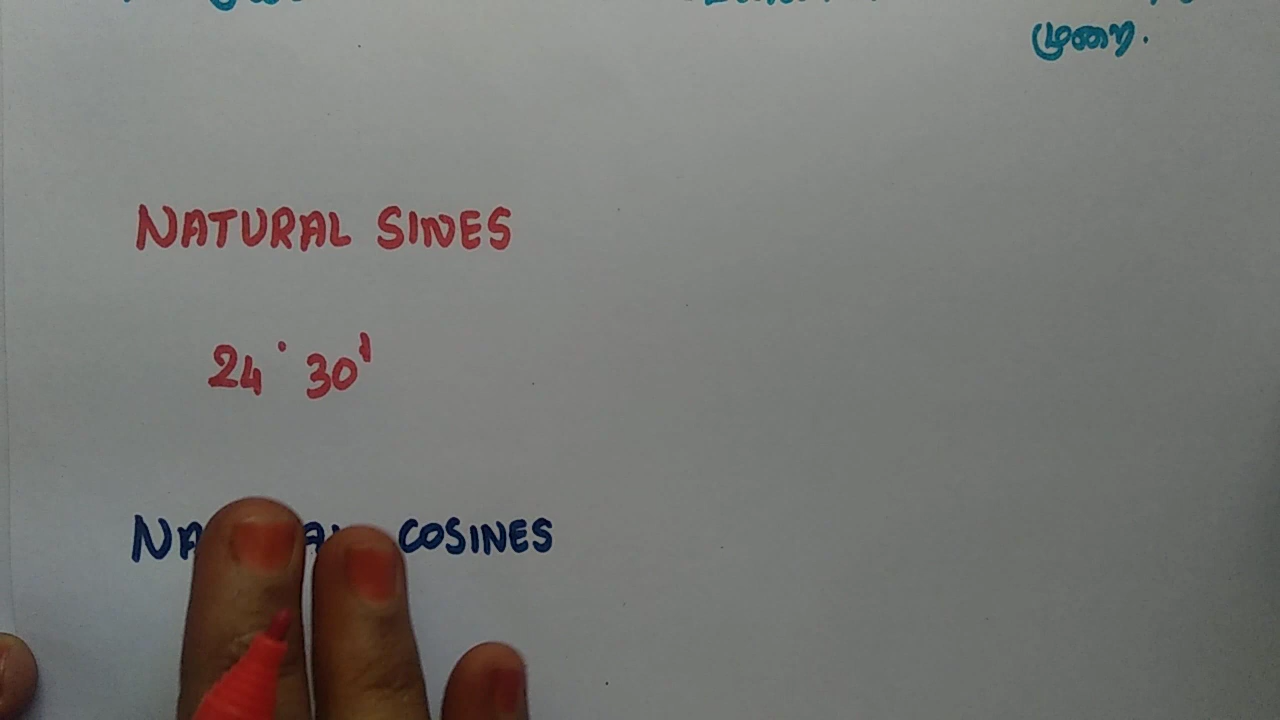 முறை.
NATURAL SINES
24° 30'
COSINES